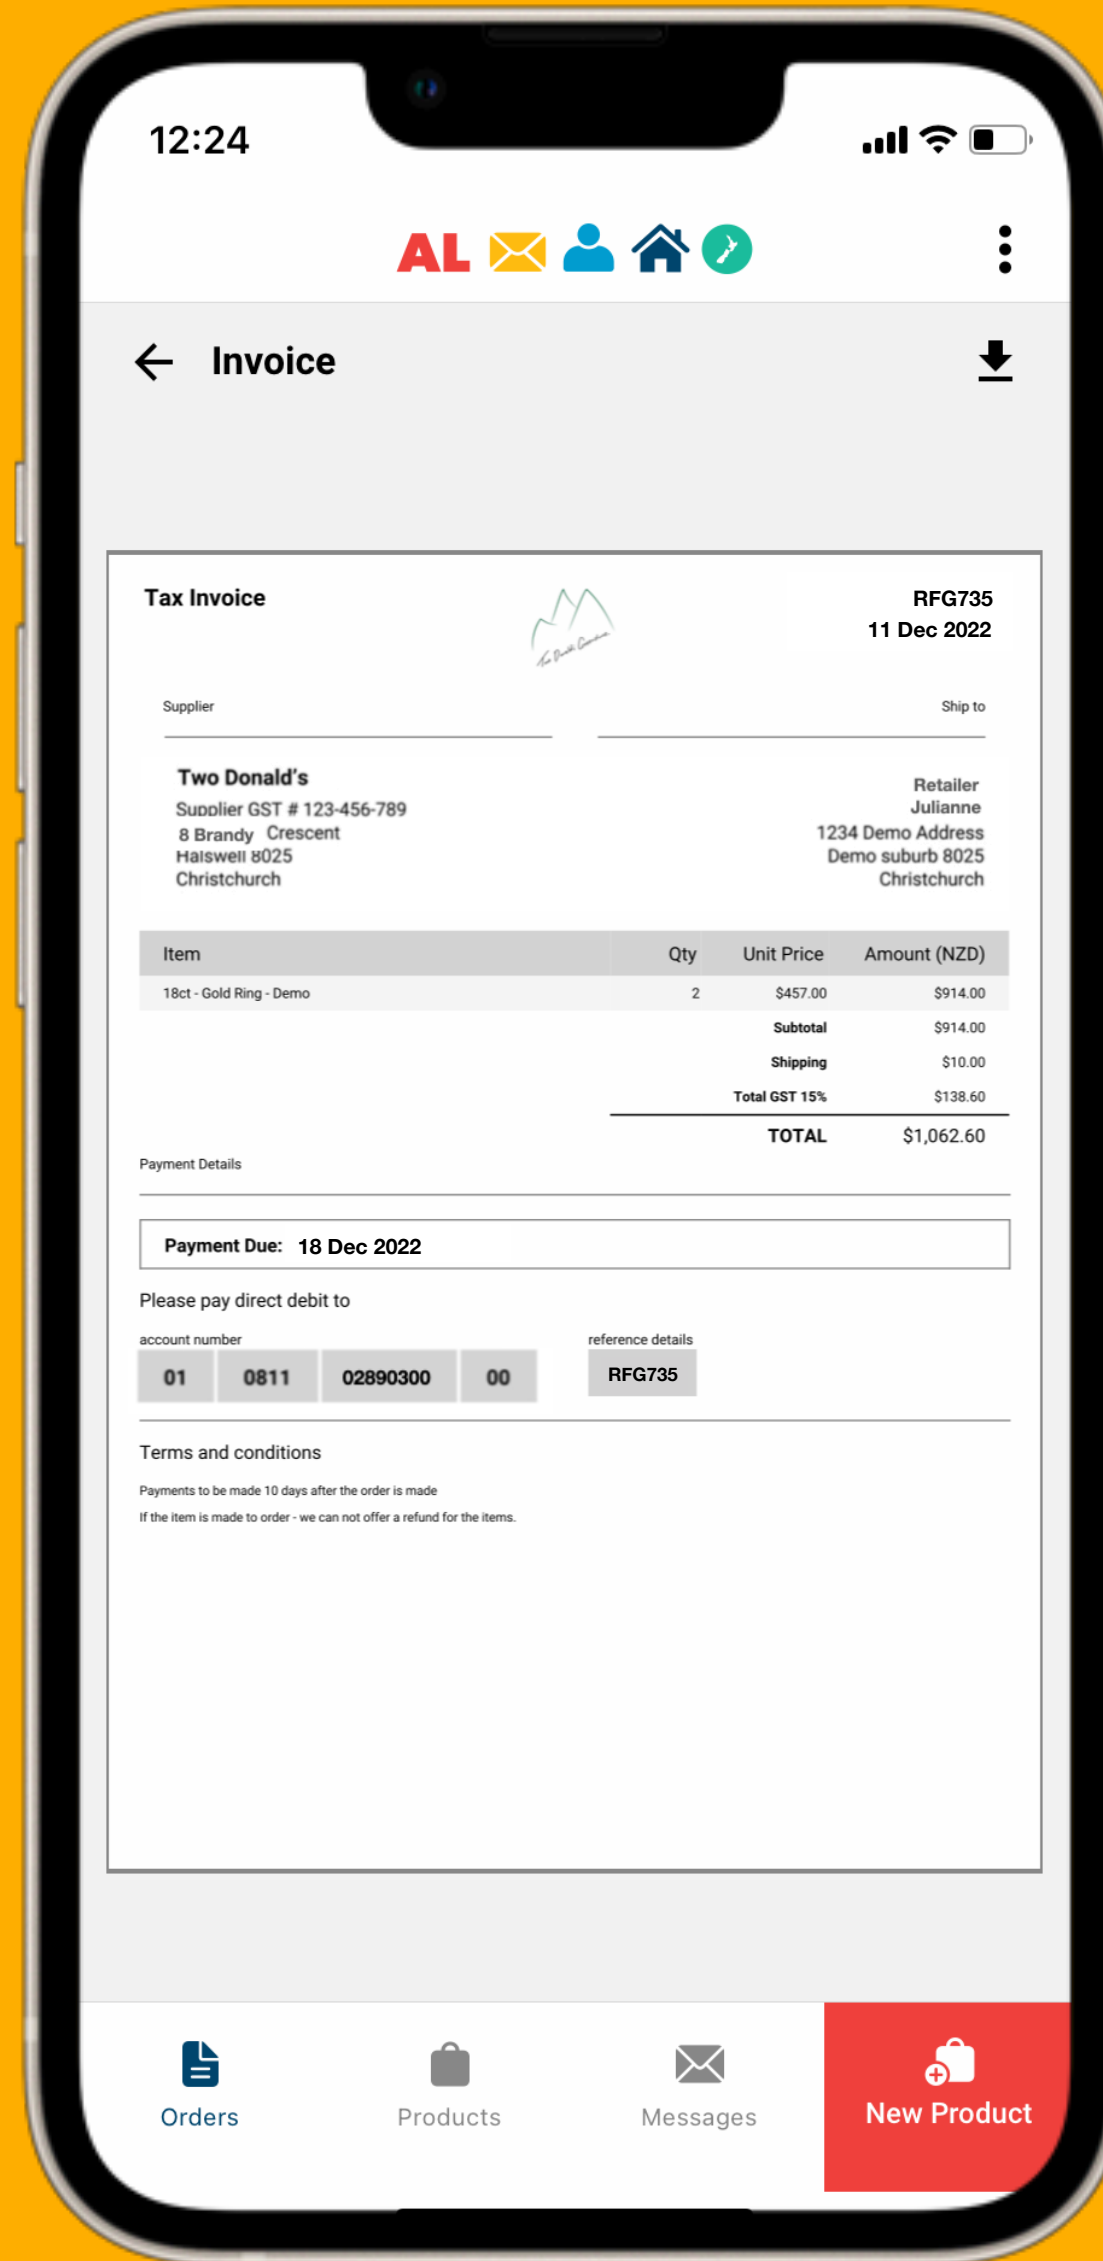 12:24
AL
Invoice
Tax Invoice
RFG735
11 Dec 2022
Supplier
Ship to
Two Donald's
Supplier GST # 123-456-789
8 Brandy Crescent
Halswell 8025
Christchurch
Retailer
Julianne
1234 Demo Address
Demo suburb 8025
Christchurch
Item Qty Unit Price Amount (NZD)
18ct - Gold Ring - Demo 2 $457.00 $914.00
Subtotal $914.00
Shipping $10.00
Total GST 15% $138.60
TOTAL $1,062.60
Payment Details
Payment Due: 18 Dec 2022
Please pay direct debit to
account number
reference details
01 0811 02890300 00
RFG735
Terms and conditions
Payments to be made 10 days after the order is made
If the item is made to order - we can not offer a refund for the items.
Orders
Products
Messages
New Product